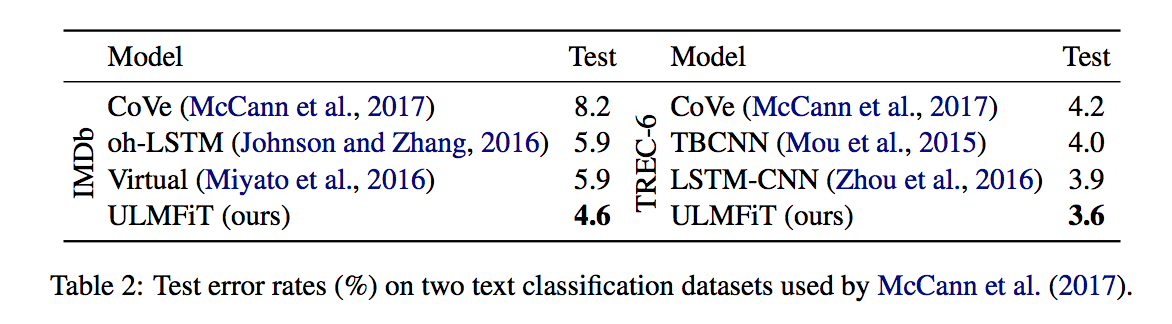 Model Test Model Test
IMDb
CoVe (McCann et al., 2017) 8.2
oh-LSTM (Johnson and Zhang, 2016) 5.9
Virtual (Miyato et al., 2016) 5.9
ULMFiT (ours) 4.6
TREC-6
CoVe (McCann et al., 2017) 4.2
TBCNN (Mou et al., 2015) 4.0
LSTM-CNN (Zhou et al., 2016) 3.9
ULMFiT (ours) 3.6
Table 2: Test error rates (%) on two text classification datasets used by McCann et al. (2017).